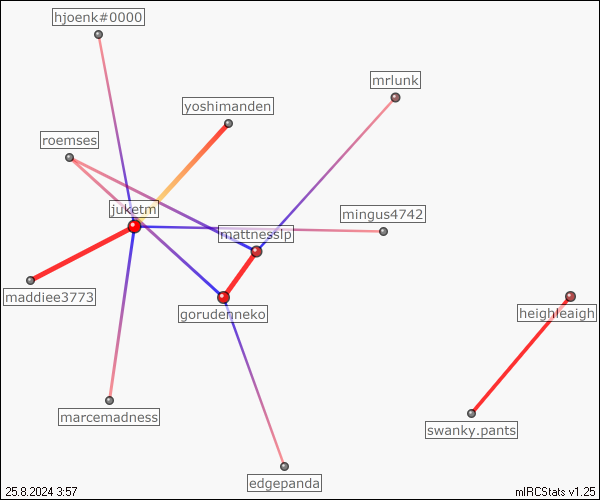 hjoenk#0000
mrlunk
yoshimanden
roemses
juketm
mingus4742
mattnesslp
maddiee3773
gorudenneko
heighleaigh
marcemadness
swanky.pants
edgepanda
25.8.2024 3:57
mIRCStats v1.25